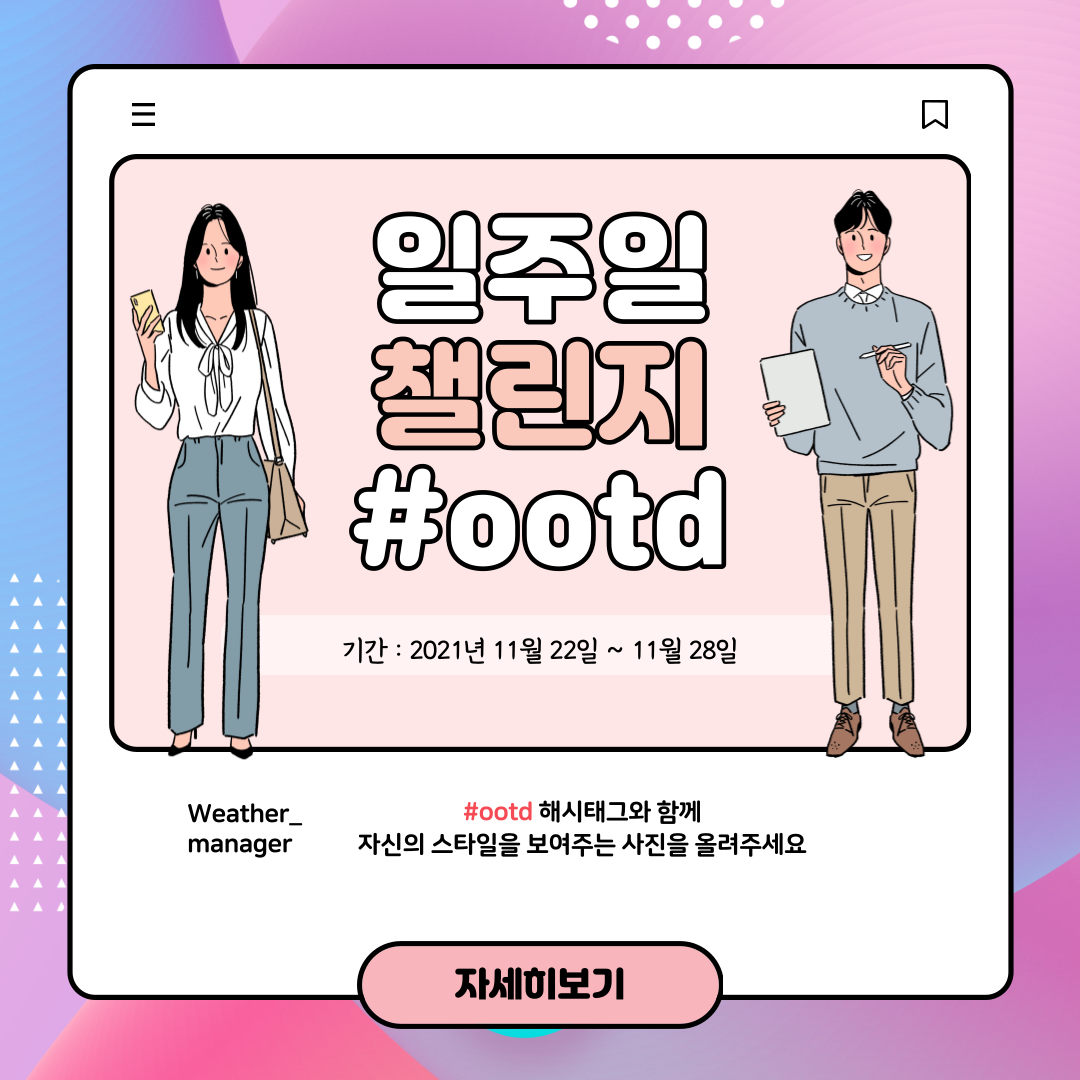 일주일
챌린지
#ootd
기간 : 2021년 11월 22일 ~ 11월 28일
Weather_
manager
#ootd 해시태그와 함께
자신의 스타일을 보여주는 사진을 올려주세요
자세히보기